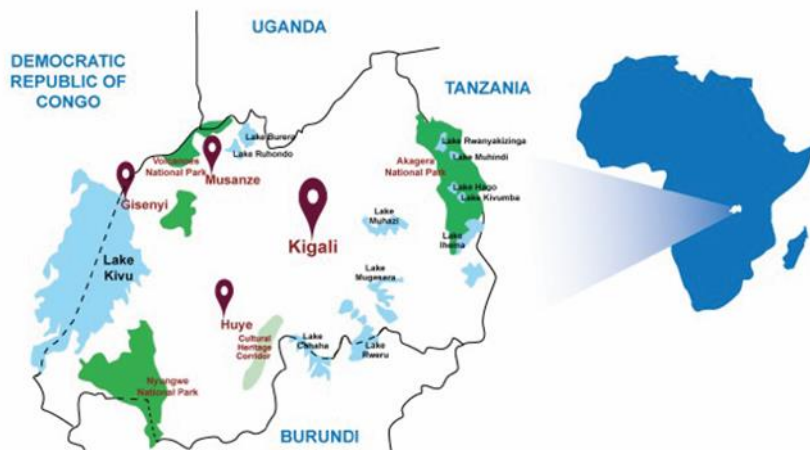 UGANDA
DEMOCRATIC
REPUBLIC OF
CONGO
TANZANIA
Lake Burera
Lake Ruhondo
Volcanoes
National Park
Musanze
Gisenyi
Lake Rwanyakizinga
Lake Muhindi
Akagera
National Park
Lake Hago
Lake Kivumba
Lake
Muhazi
Kigali
Lake
Ihema
Lake
Kivu
Lake
Mugesera
Huye
Cultural
Heritage
Corridor
Lake
Cohaha
Lake
Rweru
Nyungwe
National Park
BURUNDI